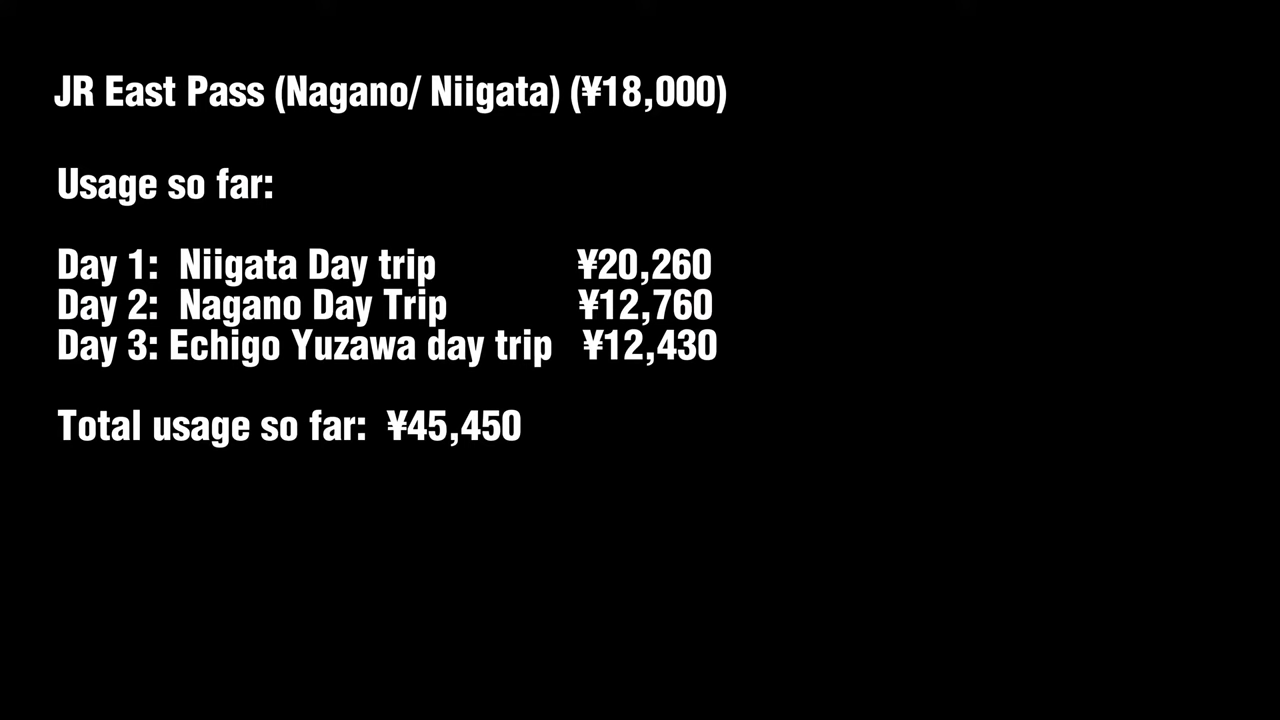 JR East Pass (Nagano/ Niigata) (¥18,000)
Usage so far:
Day 1: Niigata Day trip ¥20,260
Day 2: Nagano Day Trip ¥12,760
Day 3: Echigo Yuzawa day trip ¥12,430
Total usage so far: ¥45,450